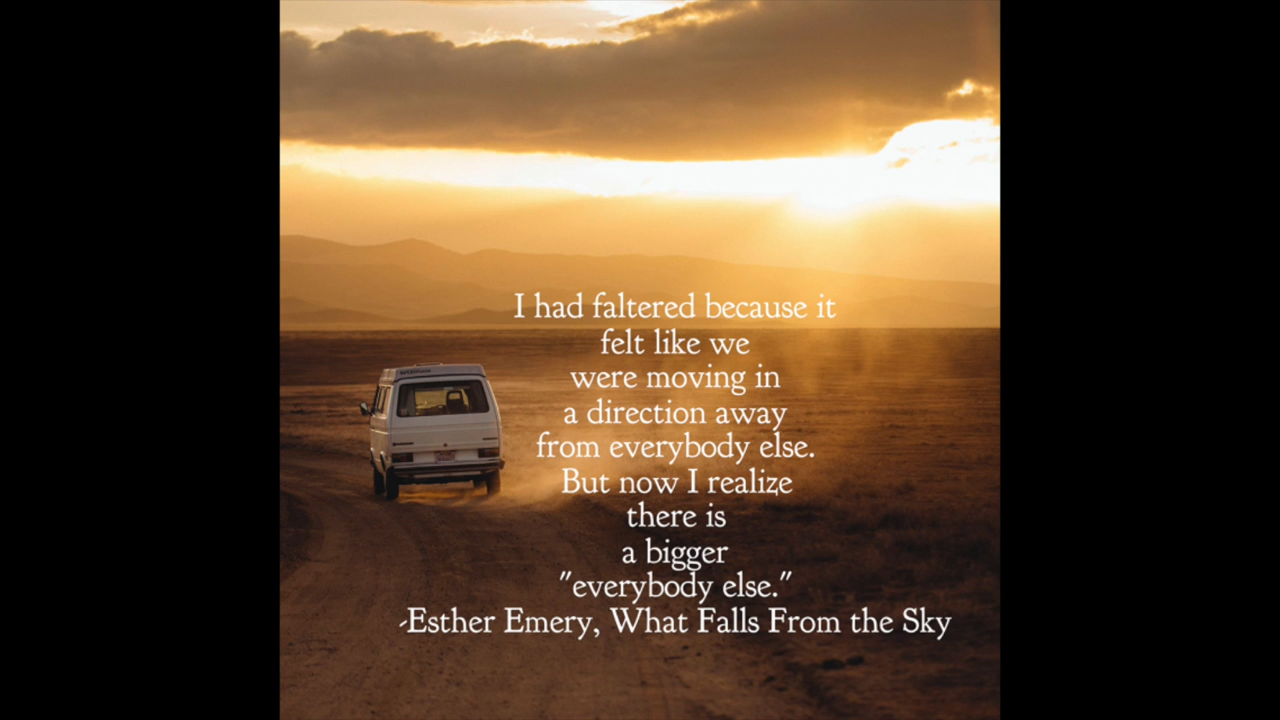 I had faltered because it
felt like we
were moving in
a direction away
from everybody else.
But now I realize
there is
a bigger
"everybody else."
-Esther Emery, What Falls From the Sky